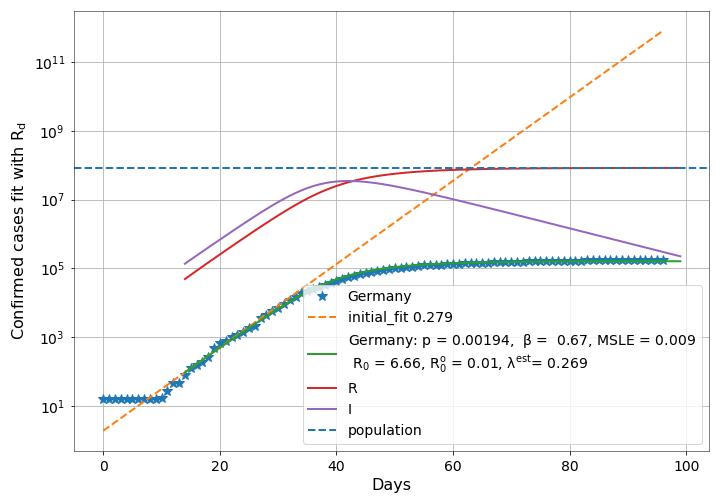 Confirmed cases fit with R_d
10^11
10^9
10^7
10^5
10^3
10^1
Germany
initial_fit 0.279
Germany: p = 0.00194,  β =  0.67, MSLE = 0.009
R_0 = 6.66, R_0^o = 0.01, λ^est= 0.269
R
I
population
0 20 40 60 80 100
Days